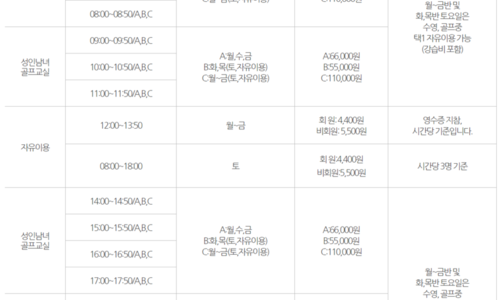 08:00~08:50/A,B,C
C:110,000원
월~금반 및
화,목반 토요일은
수영, 골프중
택1 자유이용 가능
(강습비 포함)
성인남녀
골프교실
09:00~09:50/A,B,C
10:00~10:50/A,B,C
11:00~11:50/A,B,C
A:월,수,금
B:화,목(토,자유이용)
C:월~금(토,자유이용)
A:66,000원
B:55,000원
C:110,000원
자유이용
12:00~13:50
월~금
회 원: 4,400원
비회원: 5,500원
영수증 지참,
시간당 기준입니다.
08:00~18:00
토
회 원:4,400원
비회원:5,500원
시간당 3명 기준
성인남녀
골프교실
14:00~14:50/A,B,C
15:00~15:50/A,B,C
16:00~16:50/A,B,C
17:00~17:50/A,B,C
A:월,수,금
B:화,목(토,자유이용)
C:월~금(토,자유이용)
A:66,000원
B:55,000원
C:110,000원
월~금반 및
화,목반 토요일은
수영, 골프중